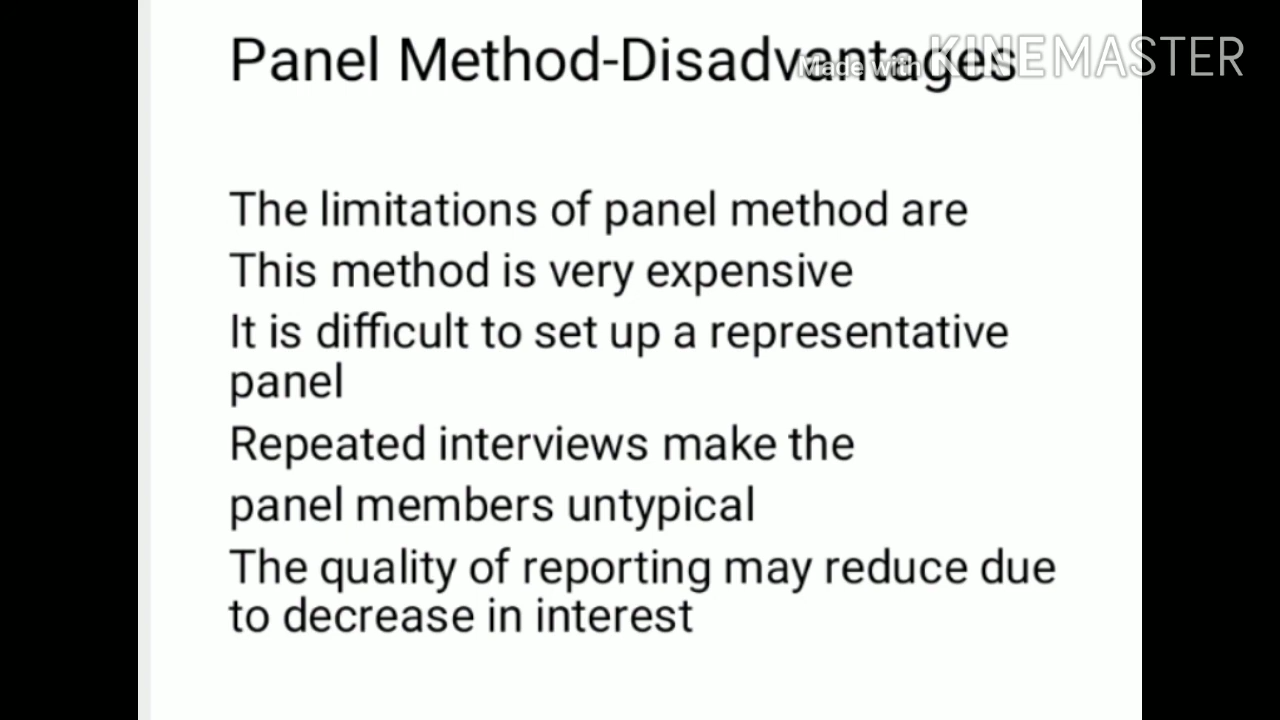 Panel Method-Disadvantages
Made with KINEMASTER
The limitations of panel method are
This method is very expensive
It is difficult to set up a representative
panel
Repeated interviews make the
panel members untypical
The quality of reporting may reduce due
to decrease in interest